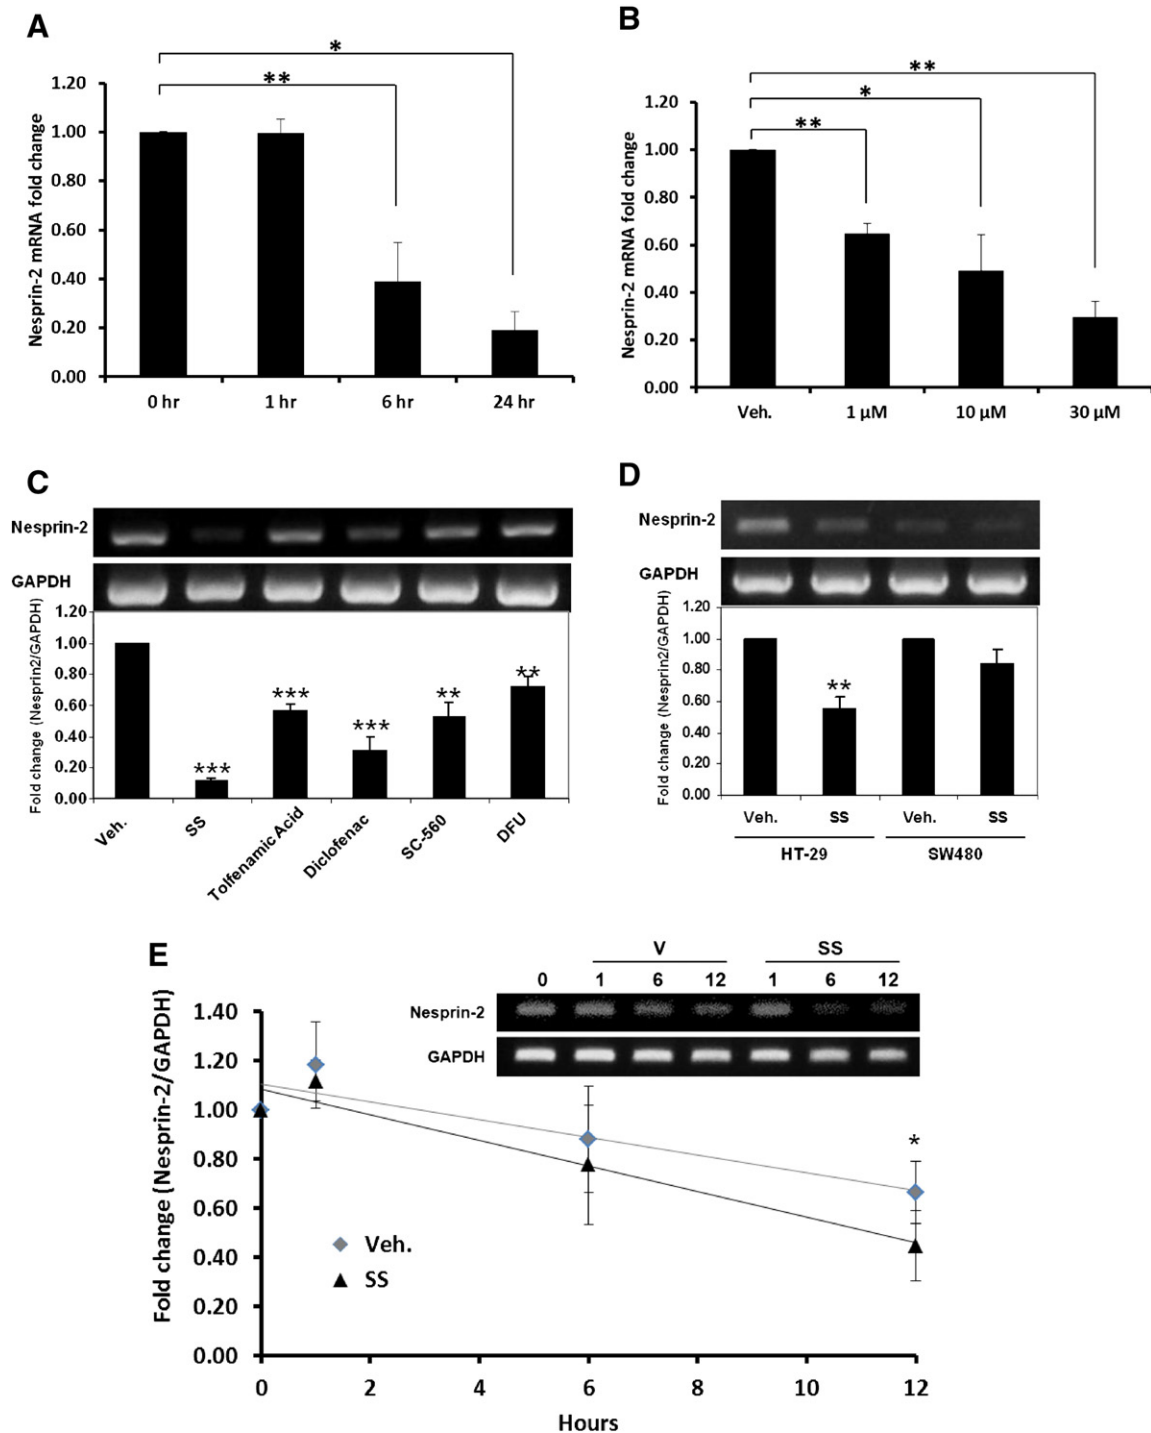 A
*
**
1.20
1.00
0.80
0.60
0.40
0.20
0.00
Nesprin-2 mRNA fold change
0 hr 1 hr 6 hr 24 hr
B
**
*
**
1.20
1.00
0.80
0.60
0.40
0.20
0.00
Nesprin-2 mRNA fold change
Veh. 1 µM 10 µM 30 µM
C
Nesprin-2
GAPDH
1.20
1.00
0.80
0.60
0.40
0.20
0.00
Fold change (Nesprin2/GAPDH)
*** *** *** ** **
Veh. SS Tolfenamic Acid Diclofenac SC-560 DFU
D
Nesprin-2
GAPDH
1.20
1.00
0.80
0.60
0.40
0.20
0.00
Fold change (Nesprin2/GAPDH)
**
Veh. SS Veh. SS
HT-29 SW480
E
V SS
0 1 6 12 1 6 12
Nesprin-2
GAPDH
1.40
1.20
1.00
0.80
0.60
0.40
0.20
0.00
Fold change (Nesprin-2/GAPDH)
*
Veh.
SS
0 2 4 6 8 10 12
Hours